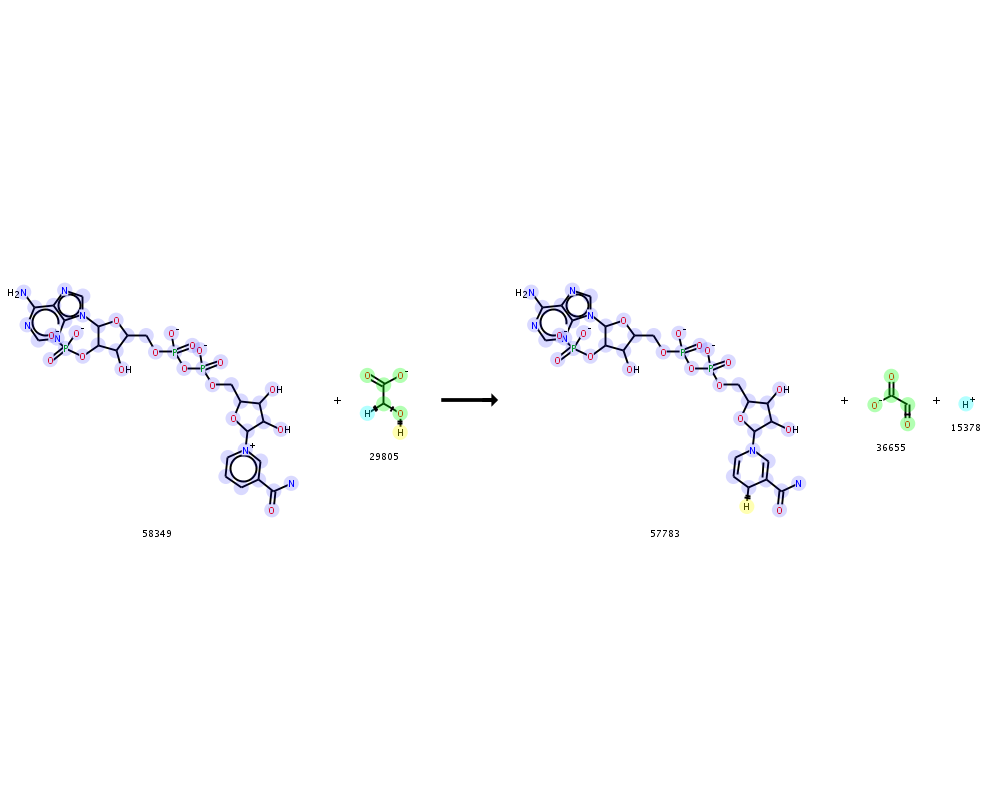 H2N N N N N O O⁻ O⁻ P O O OH O O⁻ P O O O⁻ P O O O OH OH N⁺ N O
58349
+
O O⁻ H O H
29805
H2N N N N N O O⁻ O⁻ P O O OH O O⁻ P O O O⁻ P O O O OH OH N N O H
57783
+
O O⁻ O
36655
+
H⁺
15378